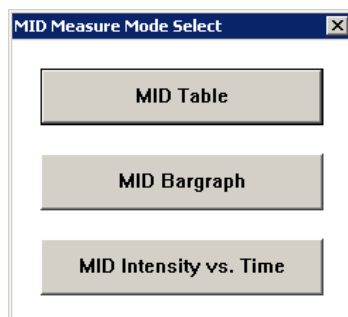 MID Measure Mode Select
MID Table
MID Bargraph
MID Intensity vs. Time